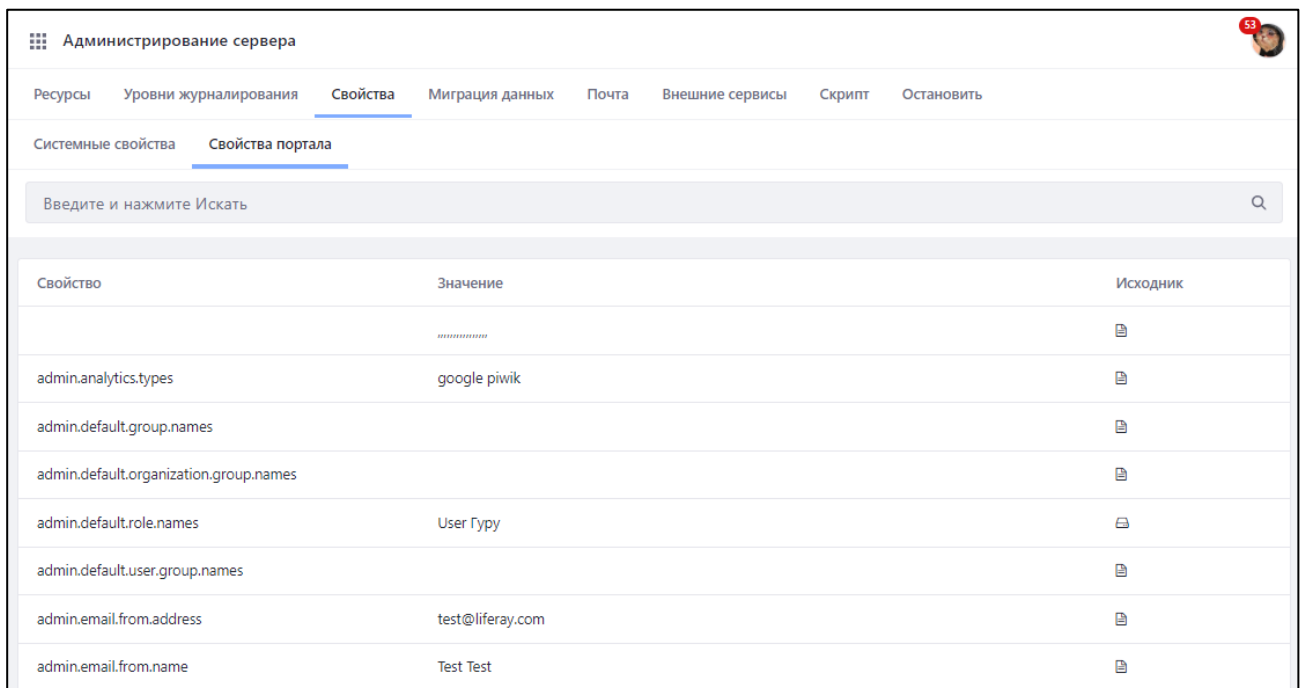 Администрирование сервера
53
Ресурсы Уровни журналирования Свойства Миграция данных Почта Внешние сервисы Скрипт Остановить
Системные свойства Свойства портала
Введите и нажмите Искать
Свойство Значение Исходник
,,,,,,,,,,,,,,,,
admin.analytics.types google piwik
admin.default.group.names
admin.default.organization.group.names
admin.default.role.names User Гуру
admin.default.user.group.names
admin.email.from.address test@liferay.com
admin.email.from.name Test Test